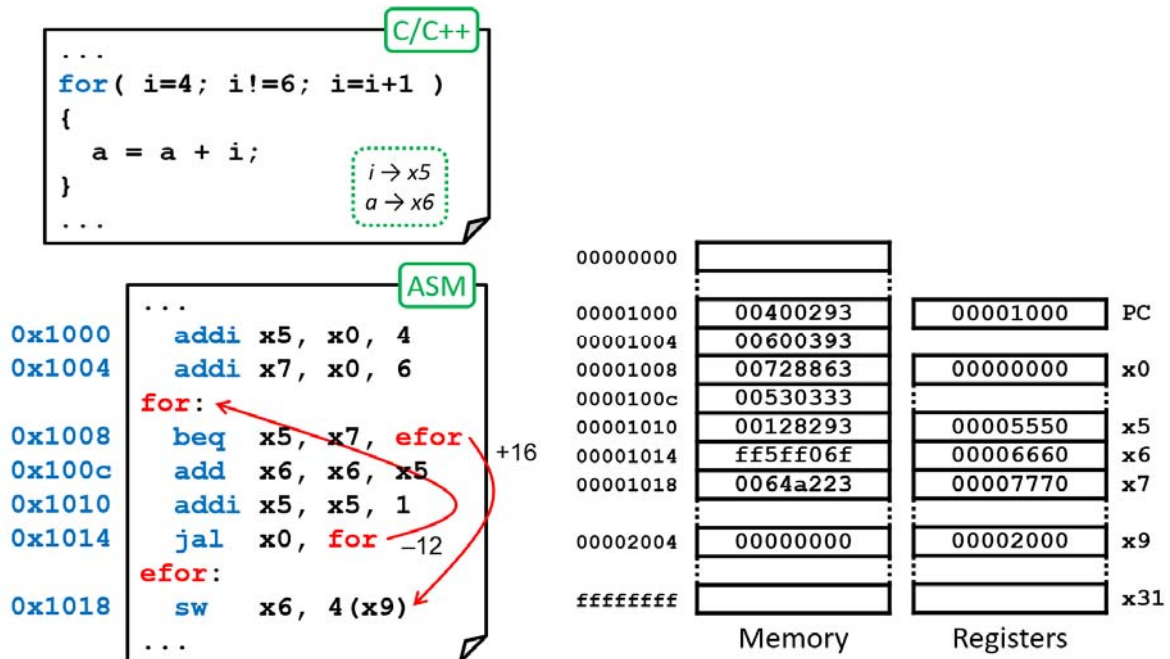 C/C++
...
for( i=4; i!=6; i=i+1 )
{
a = a + i;
}
...
i → x5
a → x6
ASM
...
0x1000 addi x5, x0, 4
0x1004 addi x7, x0, 6
for:
0x1008 beq x5, x7, efor
0x100c add x6, x6, x5
0x1010 addi x5, x5, 1
0x1014 jal x0, for
efor:
0x1018 sw x6, 4(x9)
...
+16
−12
00000000
00001000 00400293 00001000 PC
00001004 00600393
00001008 00728863 00000000 x0
0000100c 00530333
00001010 00128293 00005550 x5
00001014 ff5ff06f 00006660 x6
00001018 0064a223 00007770 x7
00002004 00000000 00002000 x9
ffffffff x31
Memory Registers